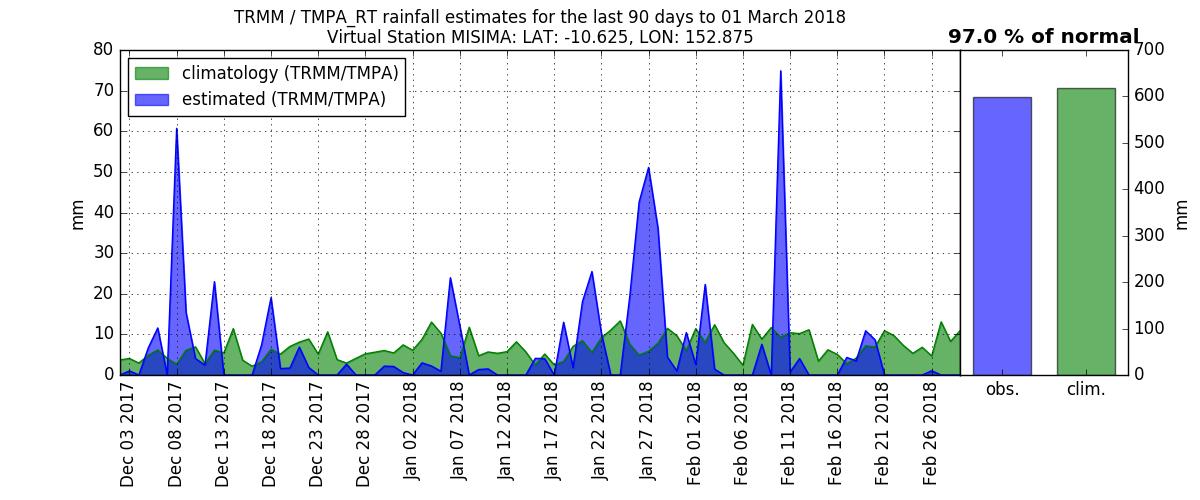 TRMM / TMPA_RT rainfall estimates for the last 90 days to 01 March 2018
Virtual Station MISIMA: LAT: -10.625, LON: 152.875
97.0 % of normal
climatology (TRMM/TMPA)
estimated (TRMM/TMPA)
mm
80
70
60
50
40
30
20
10
0
Dec 03 2017
Dec 08 2017
Dec 13 2017
Dec 18 2017
Dec 23 2017
Dec 28 2017
Jan 02 2018
Jan 07 2018
Jan 12 2018
Jan 17 2018
Jan 22 2018
Jan 27 2018
Feb 01 2018
Feb 06 2018
Feb 11 2018
Feb 16 2018
Feb 21 2018
Feb 26 2018
obs.
clim.
700
600
500
400
300
200
100
0
mm